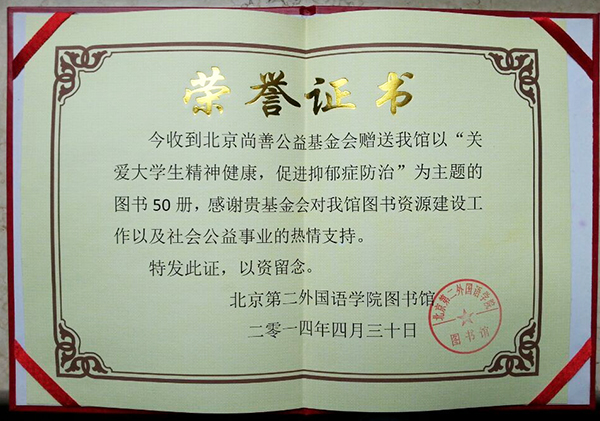 荣誉证书
今收到北京尚善公益基金会赠送我馆以“关
爱大学生精神健康，促进抑郁症防治”为主题的
图书50册，感谢贵基金会对我馆图书资源建设工
作以及社会公益事业的热情支持。
特发此证，以资留念。
北京第二外国语学院图书馆
二零一四年四月三十日
北京第二外国语学院
图书馆